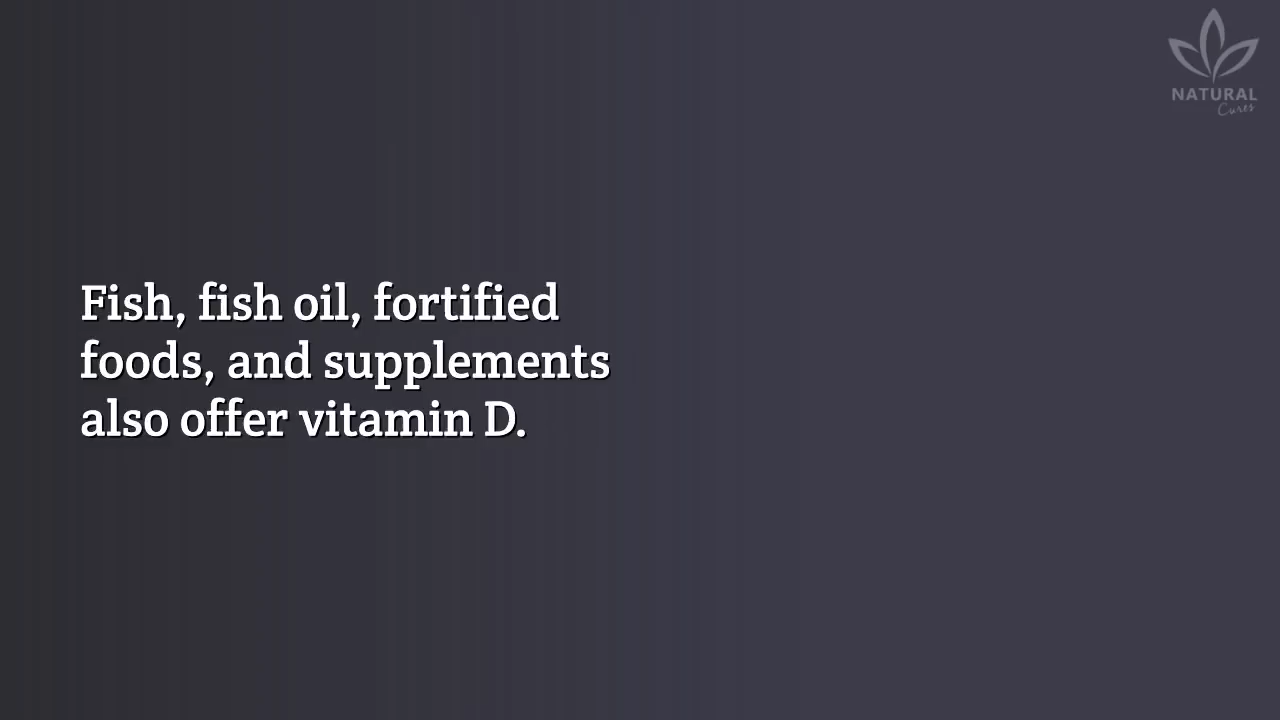 NATURAL
Cures
Fish, fish oil, fortified
foods, and supplements
also offer vitamin D.